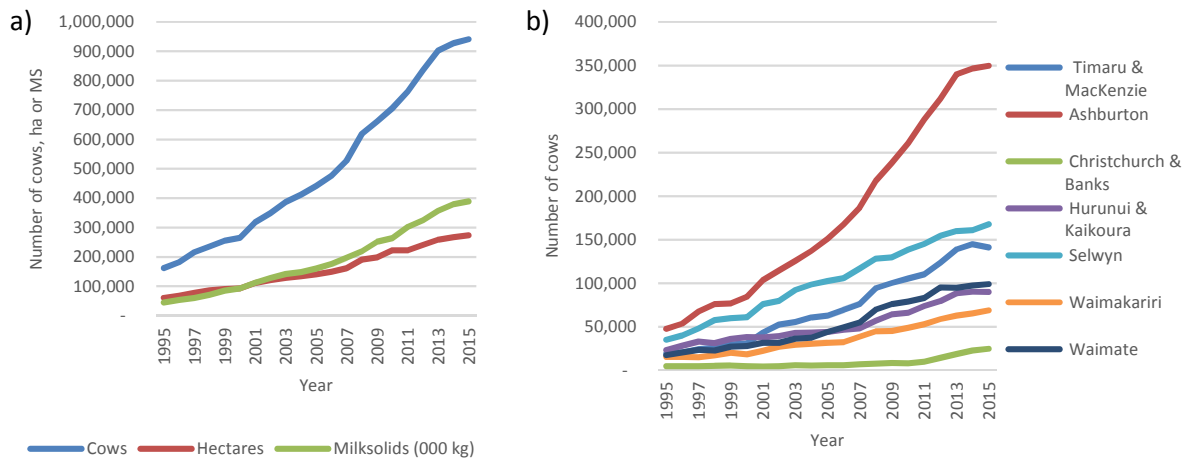 a)
1,000,000
900,000
800,000
700,000
600,000
500,000
400,000
300,000
200,000
100,000
-
Number of cows, ha or MS
1995
1997
1999
2001
2003
2005
2007
2009
2011
2013
2015
Year
Cows
Hectares
Milksolids (000 kg)
b)
400,000
350,000
300,000
250,000
200,000
150,000
100,000
50,000
-
Number of cows
1995
1997
1999
2001
2003
2005
2007
2009
2011
2013
2015
Year
Timaru &
MacKenzie
Ashburton
Christchurch &
Banks
Hurunui &
Kaikoura
Selwyn
Waimakariri
Waimate